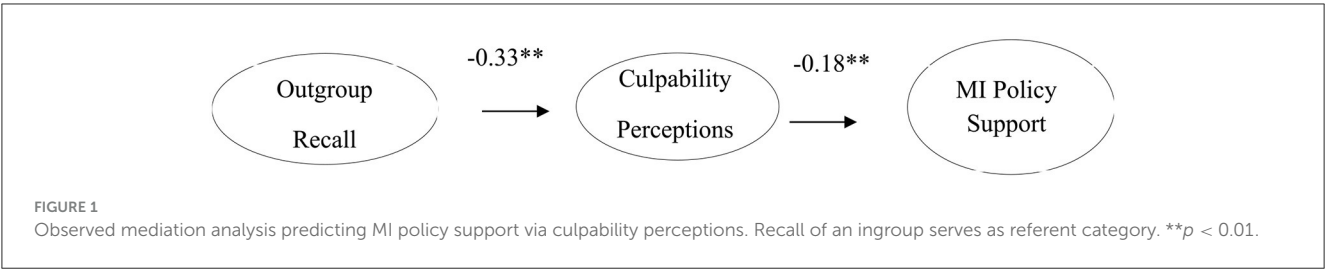 -0.33**
-0.18**
Outgroup
Recall
Culpability
Perceptions
MI Policy
Support
FIGURE 1
Observed mediation analysis predicting MI policy support via culpability perceptions. Recall of an ingroup serves as referent category. **p < 0.01.